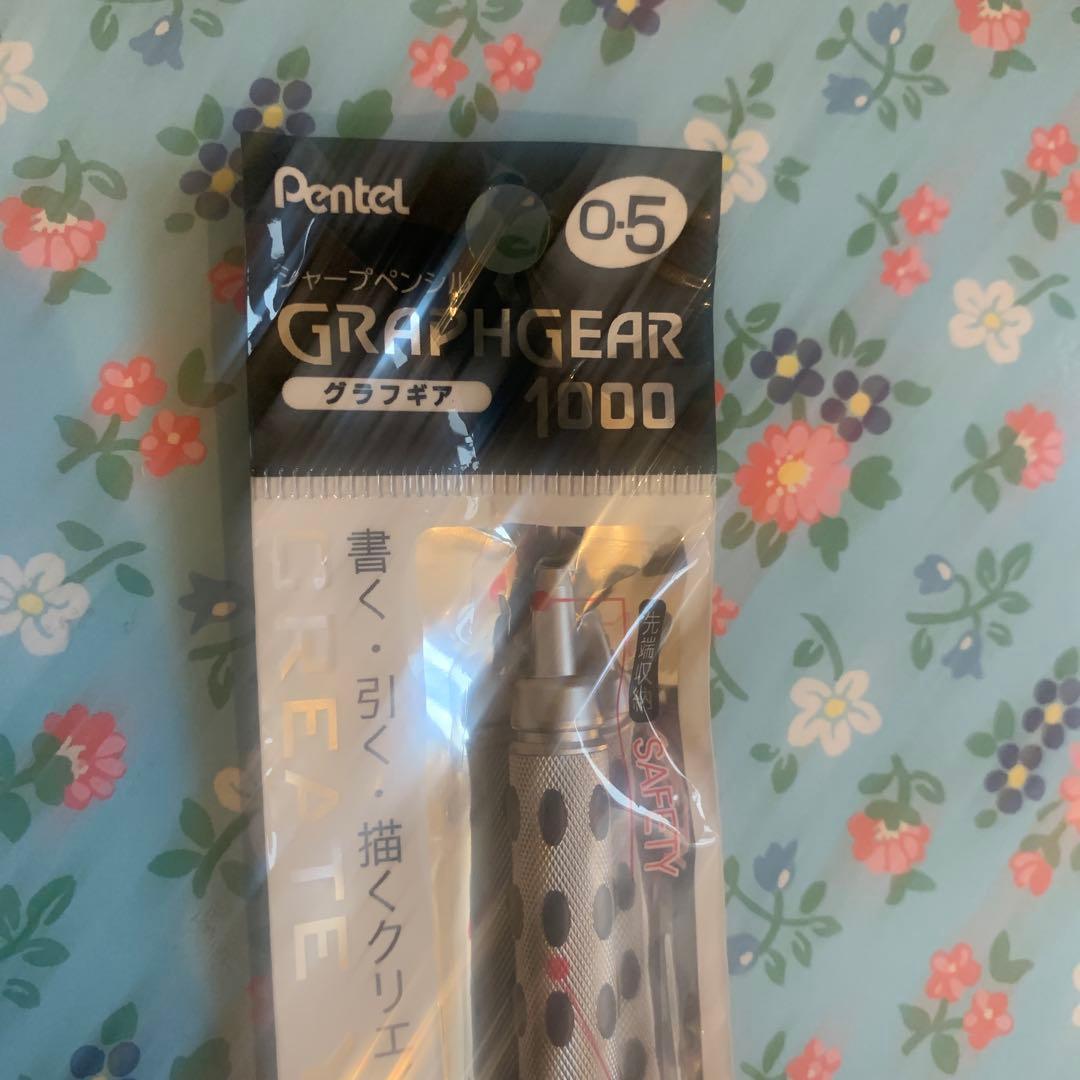 Pentel
0.5
シャープペンシル
GRAPHGEAR
グラフギア
1000
書く・引く・描くクリエ
CREATE
先端収納
SAFETY